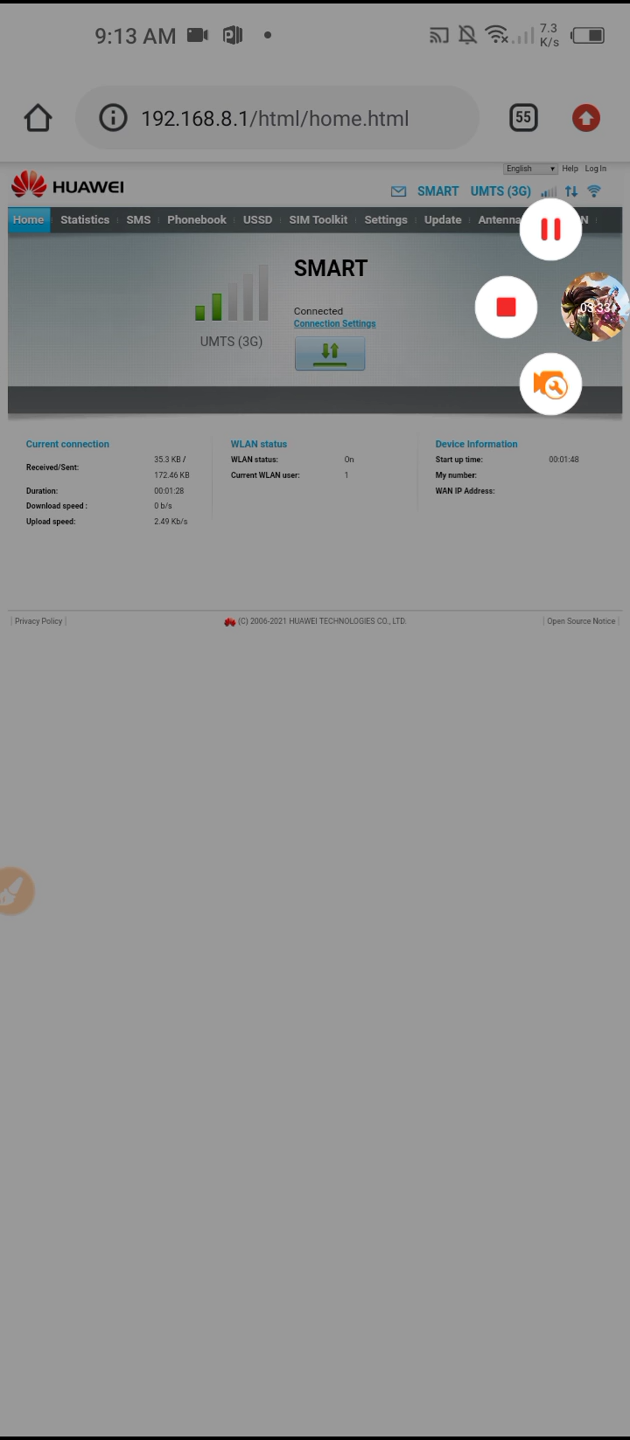 9:13 AM 7.3 K/s
192.168.8.1/html/home.html 55
English Help Log In
HUAWEI SMART UMTS (3G)
Home Statistics SMS Phonebook USSD SIM Toolkit Settings Update Antenna N
SMART
03:33
Connected
Connection Settings
UMTS (3G)
Current connection WLAN status Device Information
Received/Sent: 35.3 KB / 172.46 KB WLAN status: On Start up time: 00:01:48
Current WLAN user: 1 My number:
Duration: 00:01:28 WAN IP Address:
Download speed : 0 b/s
Upload speed: 2.49 Kb/s
Privacy Policy (C) 2006-2021 HUAWEI TECHNOLOGIES CO., LTD. Open Source Notice